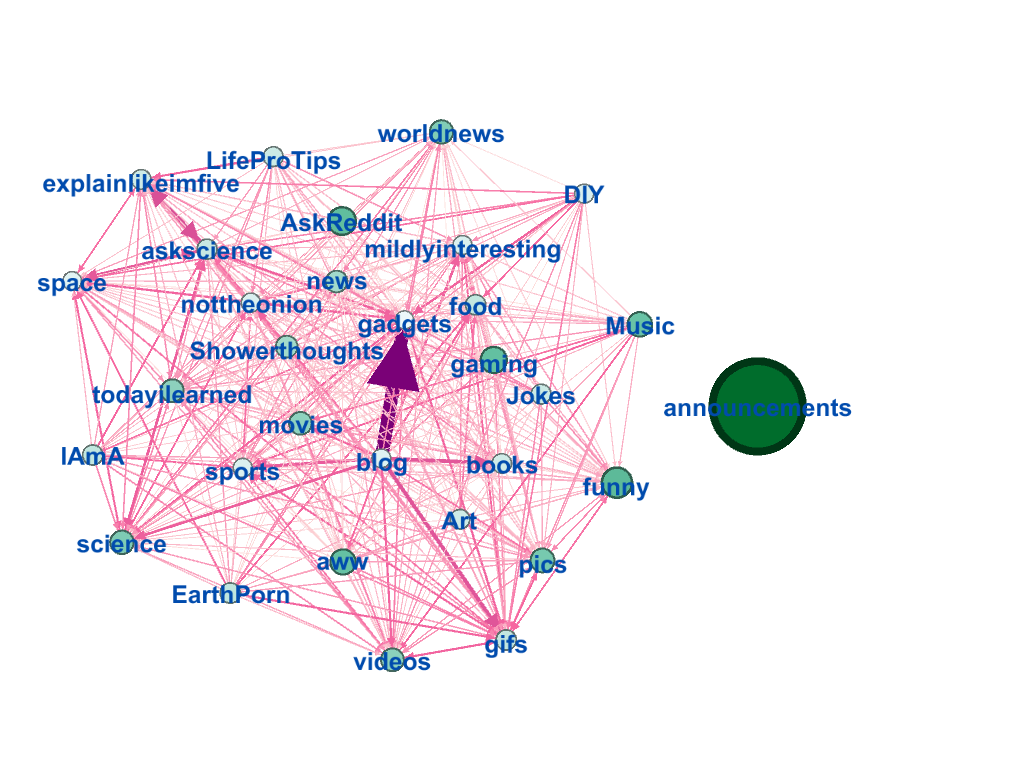 worldnews
LifeProTips
explainlikeimfive
DIY
AskReddit
askscience
mildlyinteresting
space
news
nottheonion
food
gadgets
Music
Showerthoughts
gaming
todayilearned
Jokes
announcements
movies
IAmA
sports
blog
books
funny
Art
science
aww
pics
EarthPorn
gifs
videos